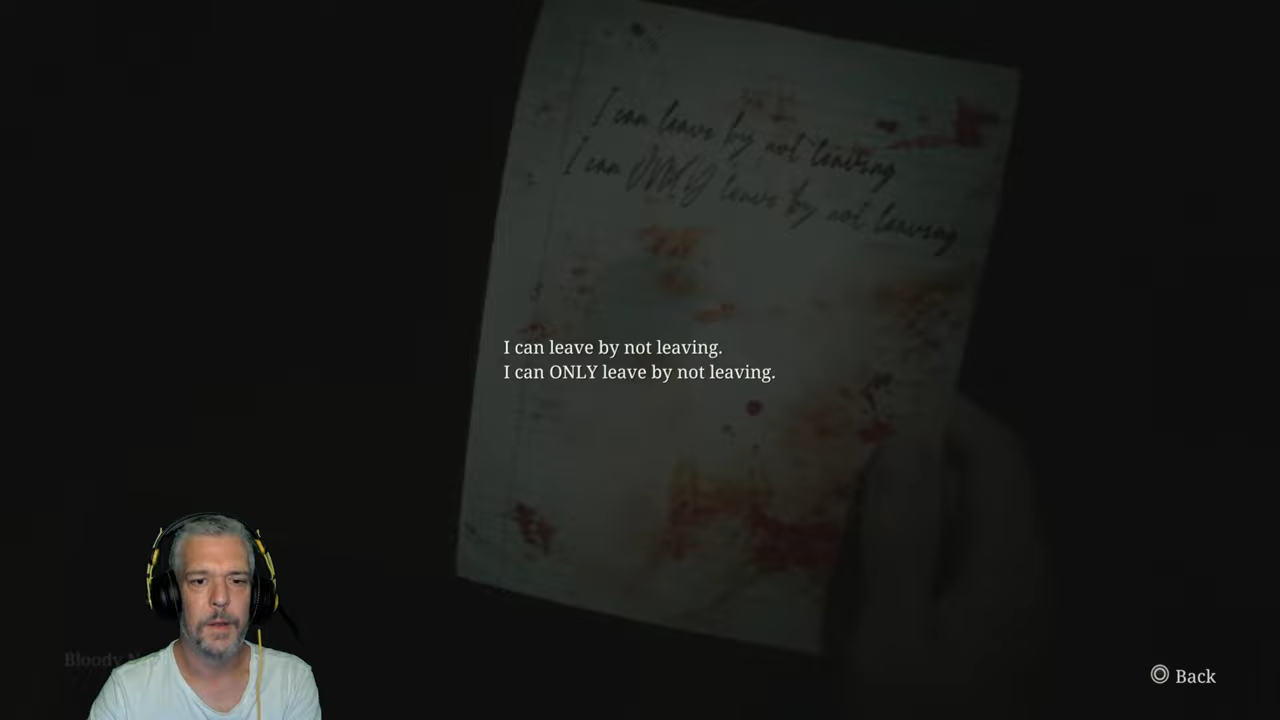 I can leave by not leaving
I can ONLY leave by not leaving
I can leave by not leaving.
I can ONLY leave by not leaving.
Bloody
Back